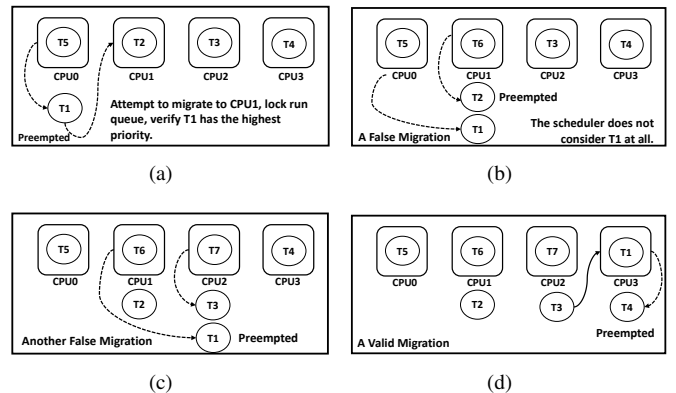 T5
T2
T3
T4
CPU0
CPU1
CPU2
CPU3
T1
Preempted
Attempt to migrate to CPU1, lock run
queue, verify T1 has the highest
priority.
(a)
T5
T6
T3
T4
CPU0
CPU1
CPU2
CPU3
T2
Preempted
T1
A False Migration
The scheduler does not
consider T1 at all.
(b)
T5
T6
T7
T4
CPU0
CPU1
CPU2
CPU3
T2
T3
T1
Another False Migration
Preempted
(c)
T5
T6
T7
T1
CPU0
CPU1
CPU2
CPU3
T2
T3
T4
Preempted
A Valid Migration
(d)